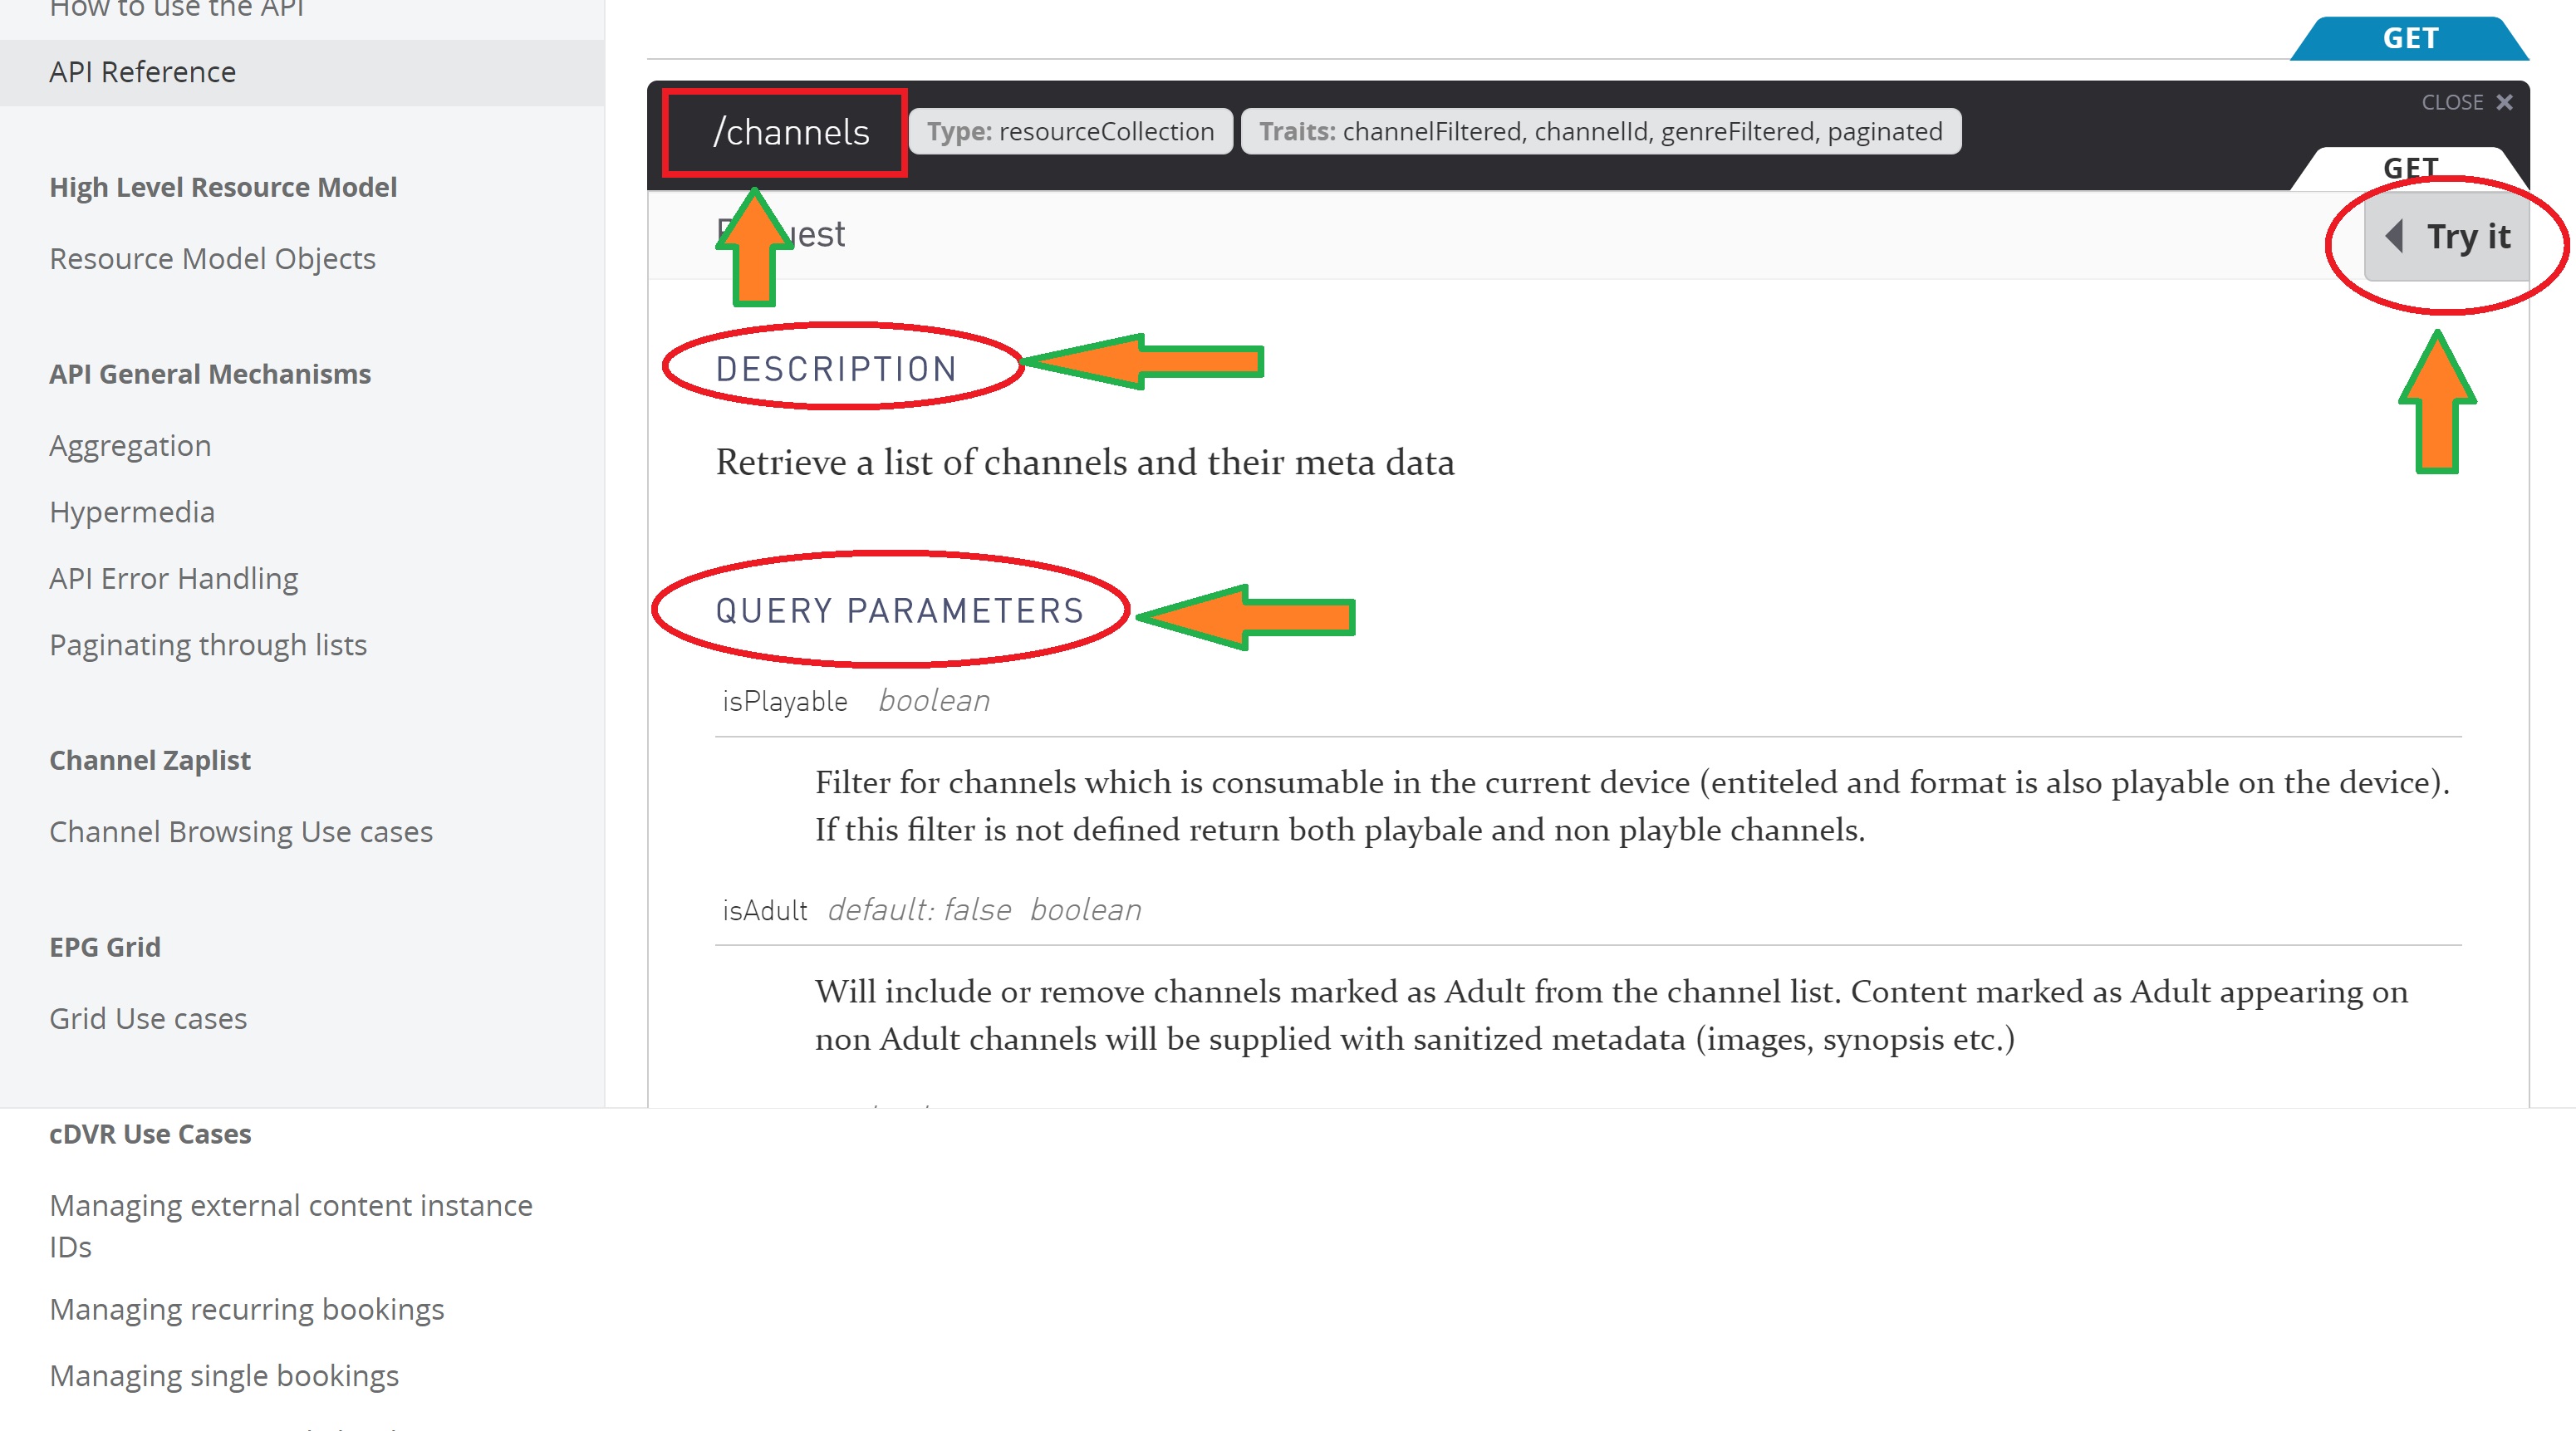 How to use the API
API Reference
High Level Resource Model
Resource Model Objects
API General Mechanisms
Aggregation
Hypermedia
API Error Handling
Paginating through lists
Channel Zaplist
Channel Browsing Use cases
EPG Grid
Grid Use cases
cDVR Use Cases
Managing external content instance
IDs
Managing recurring bookings
Managing single bookings
GET
/channels Type: resourceCollection Traits: channelFiltered, channelId, genreFiltered, paginated
CLOSE ✕
GET
Request
Try it
DESCRIPTION
Retrieve a list of channels and their meta data
QUERY PARAMETERS
isPlayable boolean
Filter for channels which is consumable in the current device (entiteled and format is also playable on the device).
If this filter is not defined return both playbale and non playble channels.
isAdult default: false boolean
Will include or remove channels marked as Adult from the channel list. Content marked as Adult appearing on
non Adult channels will be supplied with sanitized metadata (images, synopsis etc.)